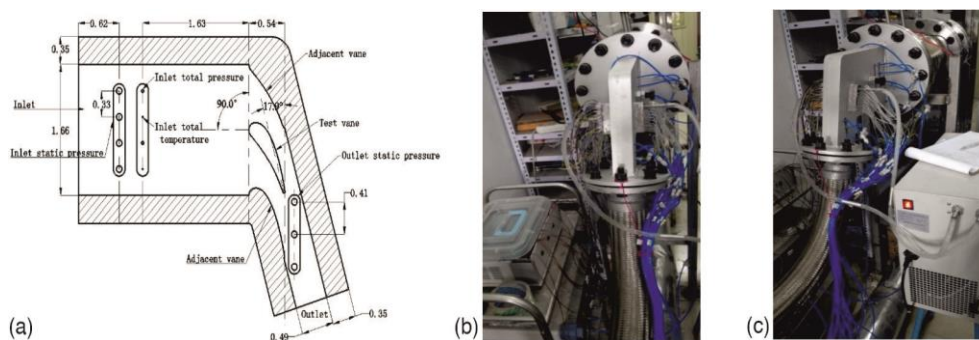 0.62
1.63
0.54
0.35
Adjacent vane
Inlet total pressure
Inlet
0.33
90.0°
17.0°
Test vane
1.66
Inlet total
temperature
Inlet static pressure
Outlet static pressure
0.41
Adjacent vane
Outlet
0.35
0.49
(a)
(b)
(c)